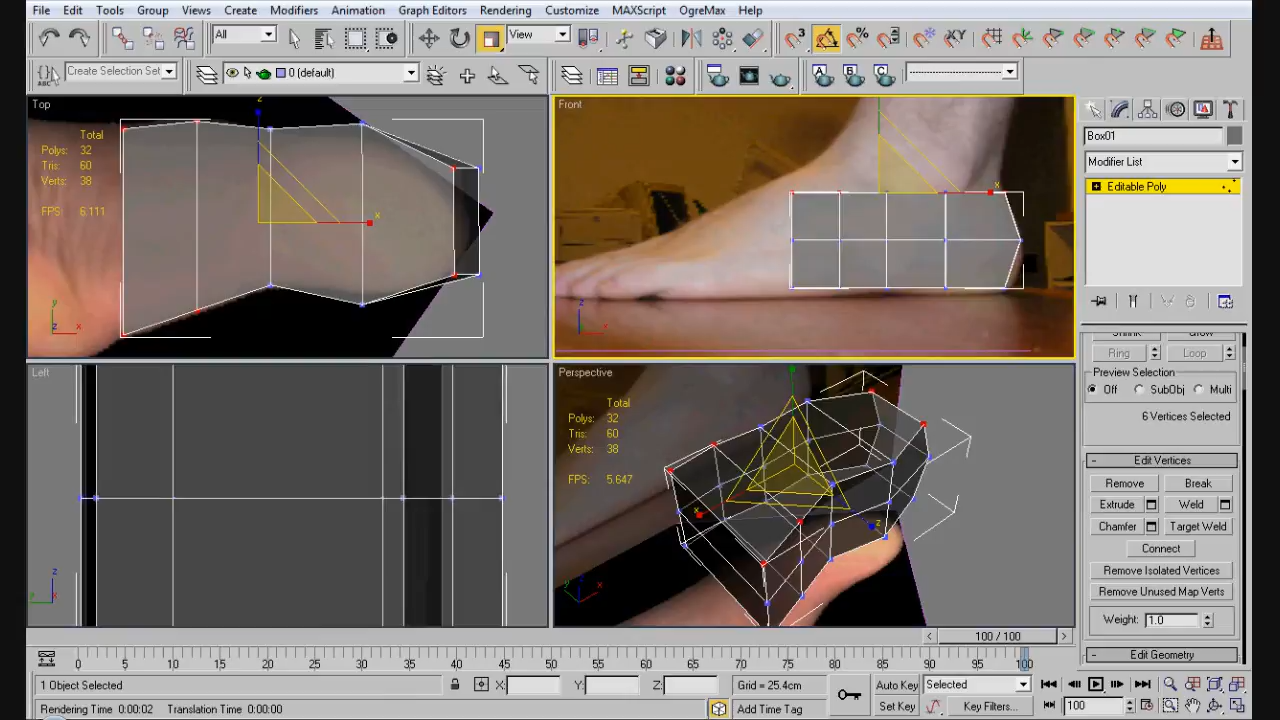 File Edit Tools Group Views Create Modifiers Animation Graph Editors Rendering Customize MAXScript OgreMax Help
All View
Create Selection Set 0 (default) A B C
Top Front
Total
Polys: 32
Tris: 60
Verts: 38
FPS: 6.111
Left Perspective
Total
Polys: 32
Tris: 60
Verts: 38
FPS: 5.647
Box01
Modifier List
Editable Poly
Ring Loop
Preview Selection
Off SubObj Multi
6 Vertices Selected
Edit Vertices
Remove Break
Extrude Weld
Chamfer Target Weld
Connect
Remove Isolated Vertices
Remove Unused Map Verts
Weight: 1.0
Edit Geometry
100 / 100
0 5 10 15 20 25 30 35 40 45 50 55 60 65 70 75 80 85 90 95 100
1 Object Selected X: Y: Z: Grid = 25.4cm Auto Key Selected
Rendering Time 0:00:02 Translation Time 0:00:00 Add Time Tag Set Key Key Filters... 100